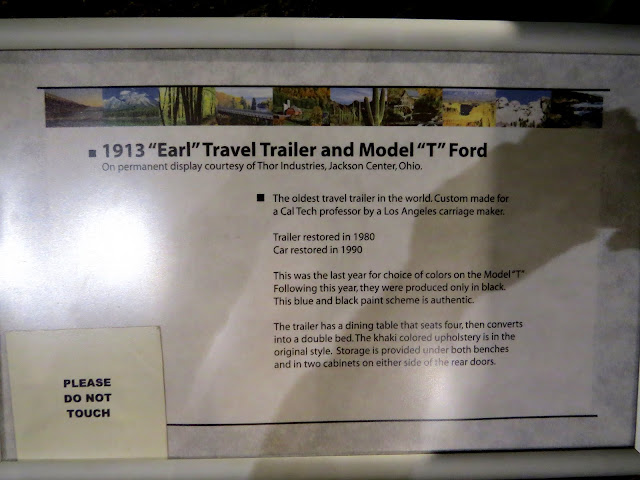 1913 “Earl” Travel Trailer and Model “T” Ford
On permanent display courtesy of Thor Industries, Jackson Center, Ohio.
The oldest travel trailer in the world. Custom made for
a Cal Tech professor by a Los Angeles carriage maker.
Trailer restored in 1980
Car restored in 1990
This was the last year for choice of colors on the Model “T”
Following this year, they were produced only in black.
This blue and black paint scheme is authentic.
The trailer has a dining table that seats four, then converts
into a double bed. The khaki colored upholstery is in the
original style. Storage is provided under both benches
and in two cabinets on either side of the rear doors.
PLEASE
DO NOT
TOUCH